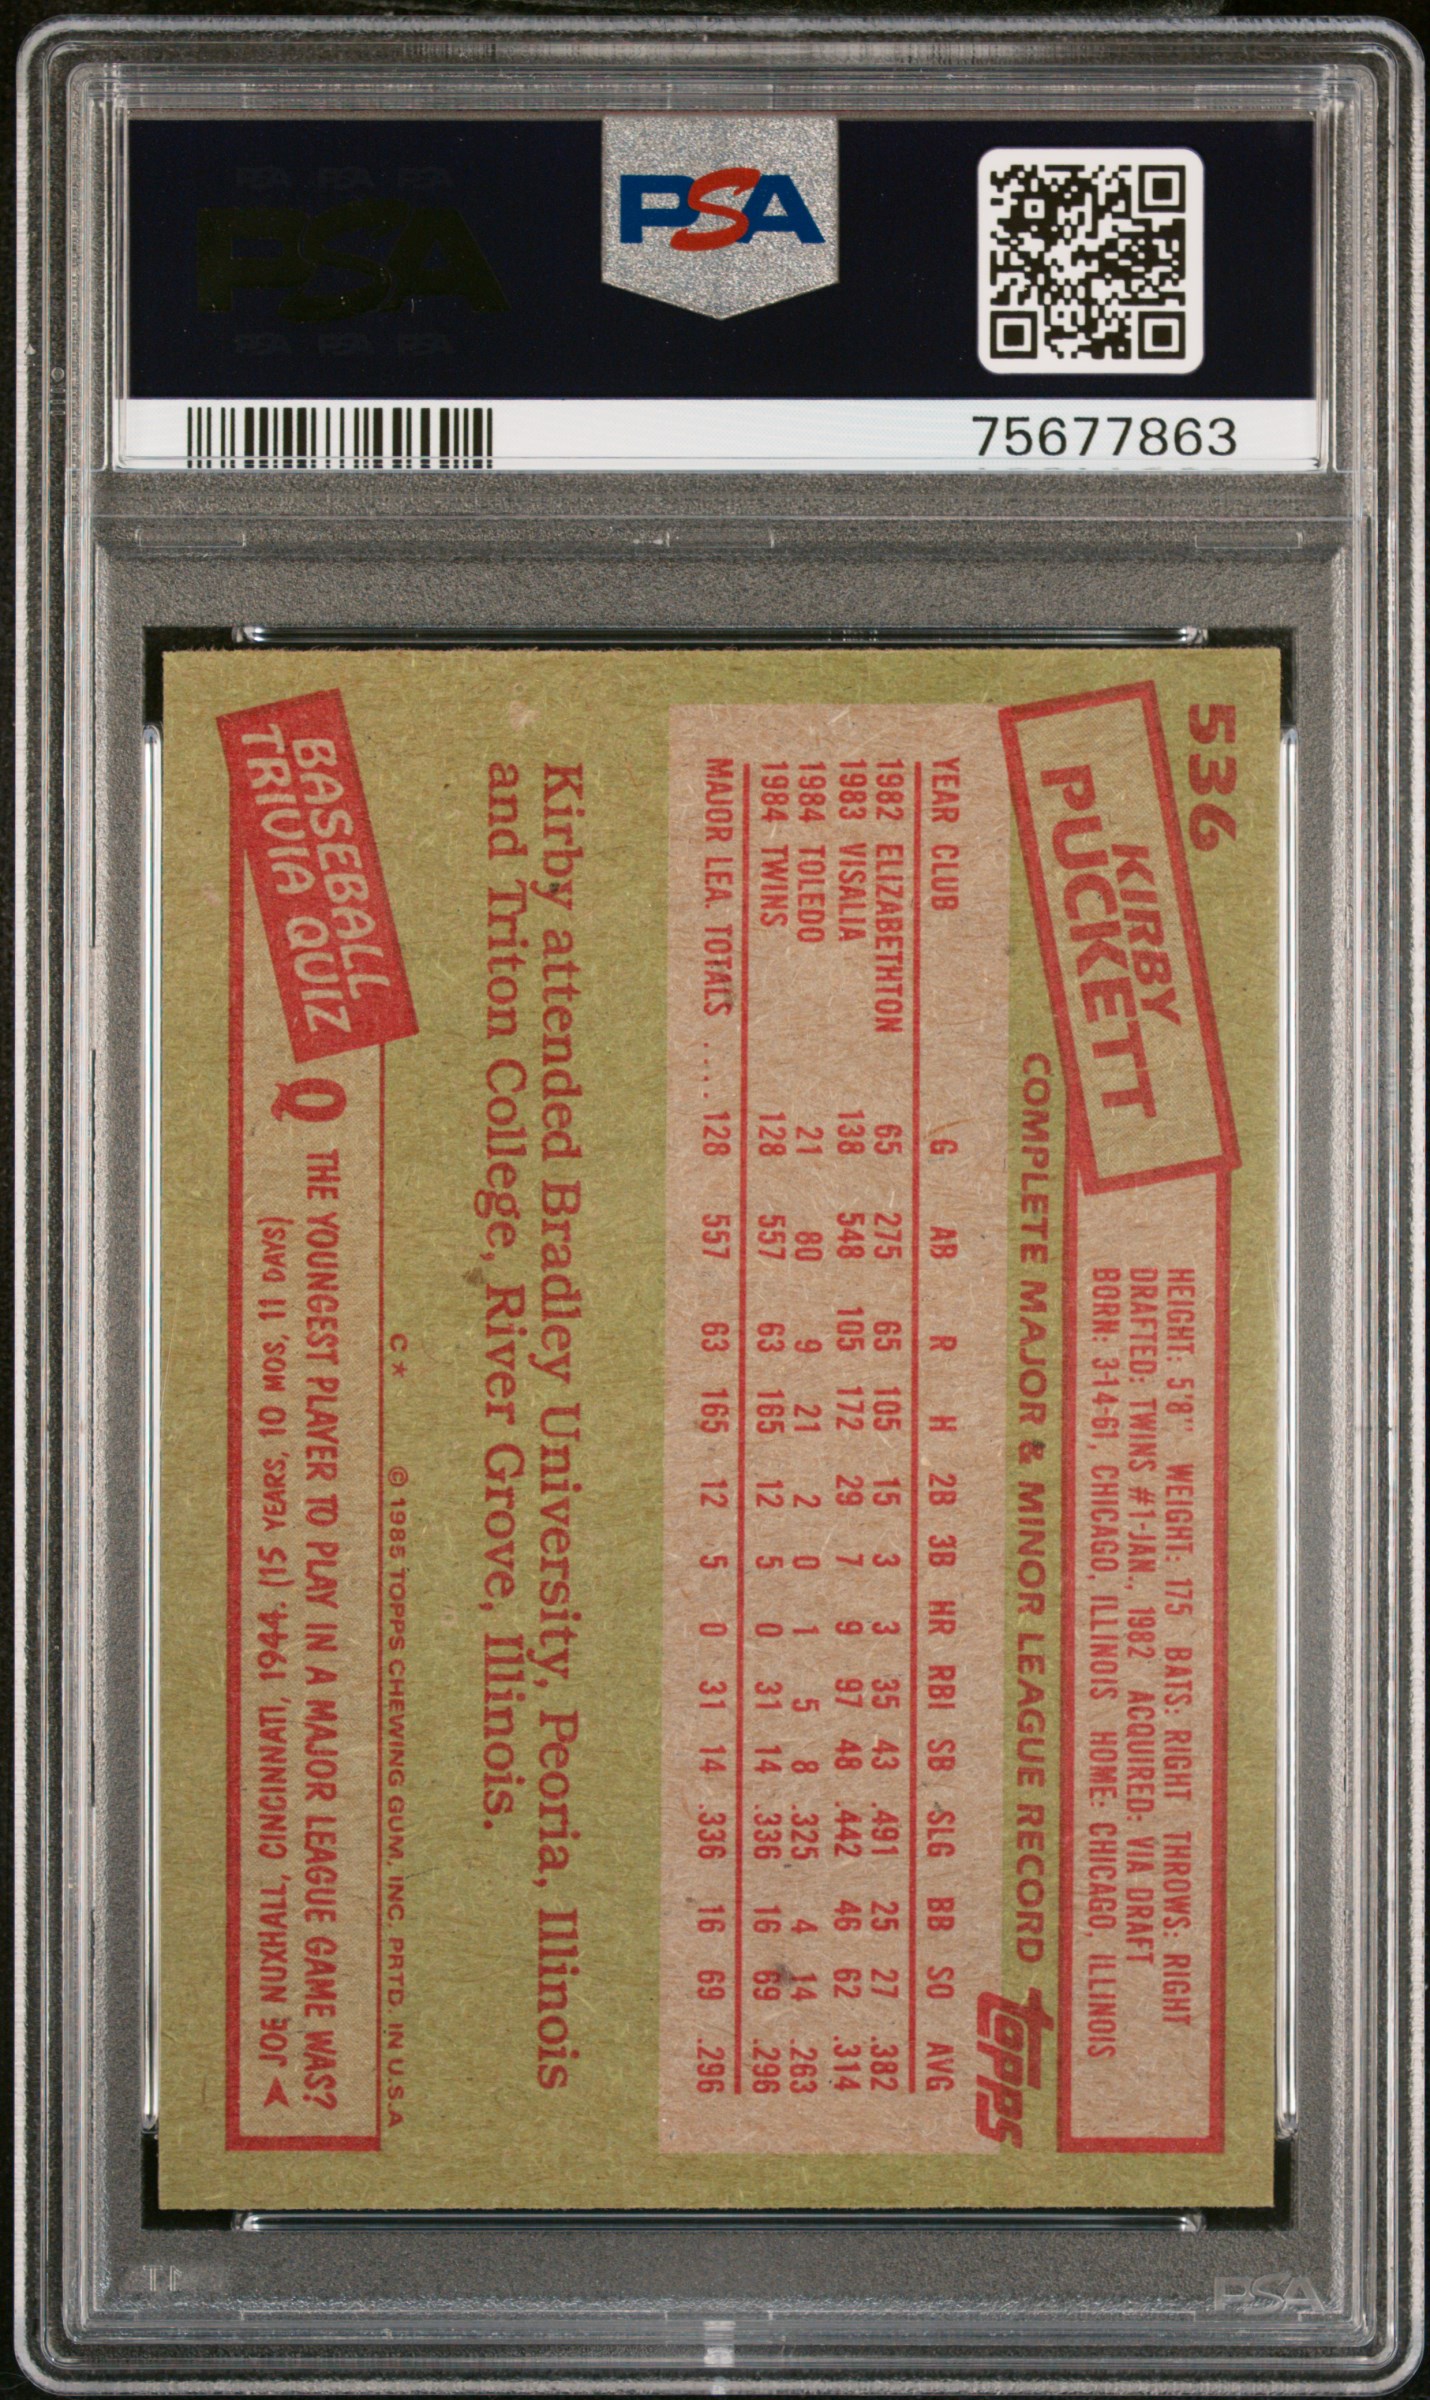 PSA PSA PSA
PSA
PSA PSA PSA
PSA
75677863
536
KIRBY
PUCKETT
HEIGHT: 5'8" WEIGHT: 175 BATS: RIGHT THROWS: RIGHT
DRAFTED: TWINS #1-JAN., 1982 ACQUIRED: VIA DRAFT
BORN: 3-14-61, CHICAGO, ILLINOIS HOME: CHICAGO, ILLINOIS
COMPLETE MAJOR & MINOR LEAGUE RECORD
topps
YEAR CLUB G AB R H 2B 3B HR RBI SB SLG BB SO AVG
1982 ELIZABETHTON 65 275 65 105 15 3 3 35 43 .491 25 27 .382
1983 VISALIA 138 548 105 172 29 7 9 97 48 .442 46 62 .314
1984 TOLEDO 21 80 9 21 2 0 1 5 8 .325 4 14 .263
1984 TWINS 128 557 63 165 12 5 0 31 14 .336 16 69 .296
MAJOR LEA. TOTALS .... 128 557 63 165 12 5 0 31 14 .336 16 69 .296
Kirby attended Bradley University, Peoria, Illinois
and Triton College, River Grove, Illinois.
C* © 1985 TOPPS CHEWING GUM, INC. PRTD. IN U.S.A
BASEBALL
TRIVIA QUIZ
Q THE YOUNGEST PLAYER TO PLAY IN A MAJOR LEAGUE GAME WAS?
JOE NUXHALL, CINCINNATI, 1944. (15 YEARS, 10 MOS, 11 DAYS)
PSA